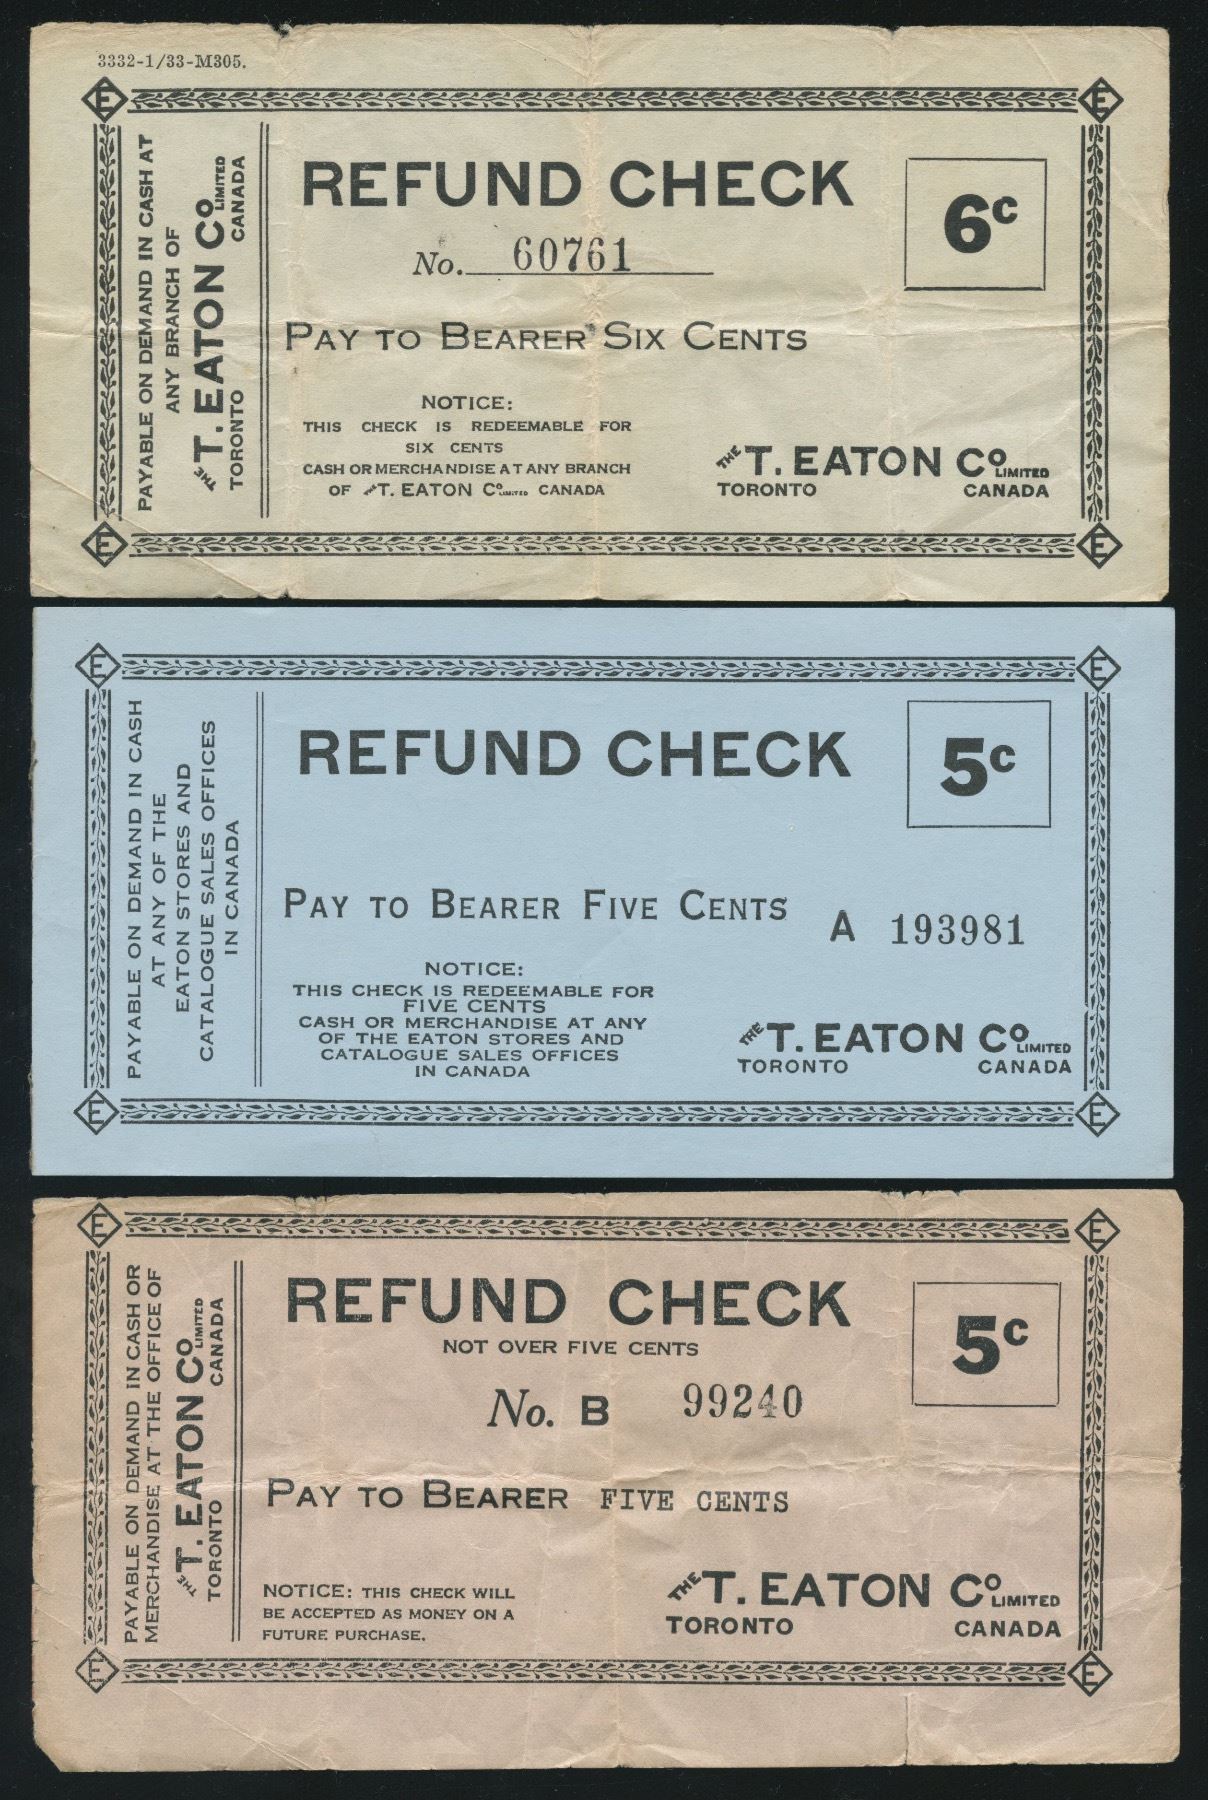 3332-1/33-M305.
E E
PAYABLE ON DEMAND IN CASH AT
ANY BRANCH OF
THE T. EATON CO LIMITED
TORONTO CANADA
REFUND CHECK
6c
No. 60761
PAY TO BEARER SIX CENTS
NOTICE:
THIS CHECK IS REDEEMABLE FOR
SIX CENTS
CASH OR MERCHANDISE AT ANY BRANCH
OF THE T. EATON CO LIMITED CANADA
THE T. EATON CO LIMITED
TORONTO CANADA
E E
E E
PAYABLE ON DEMAND IN CASH
AT ANY OF THE
EATON STORES AND
CATALOGUE SALES OFFICES
IN CANADA
REFUND CHECK
5c
PAY TO BEARER FIVE CENTS
A 193981
NOTICE:
THIS CHECK IS REDEEMABLE FOR
FIVE CENTS
CASH OR MERCHANDISE AT ANY
OF THE EATON STORES AND
CATALOGUE SALES OFFICES
IN CANADA
THE T. EATON CO LIMITED
TORONTO CANADA
E E
E E
PAYABLE ON DEMAND IN CASH OR
MERCHANDISE AT THE OFFICE OF
THE T. EATON CO LIMITED
TORONTO CANADA
REFUND CHECK
NOT OVER FIVE CENTS
5c
No. B 99240
PAY TO BEARER FIVE CENTS
NOTICE: THIS CHECK WILL
BE ACCEPTED AS MONEY ON A
FUTURE PURCHASE.
THE T. EATON CO LIMITED
TORONTO CANADA
E E